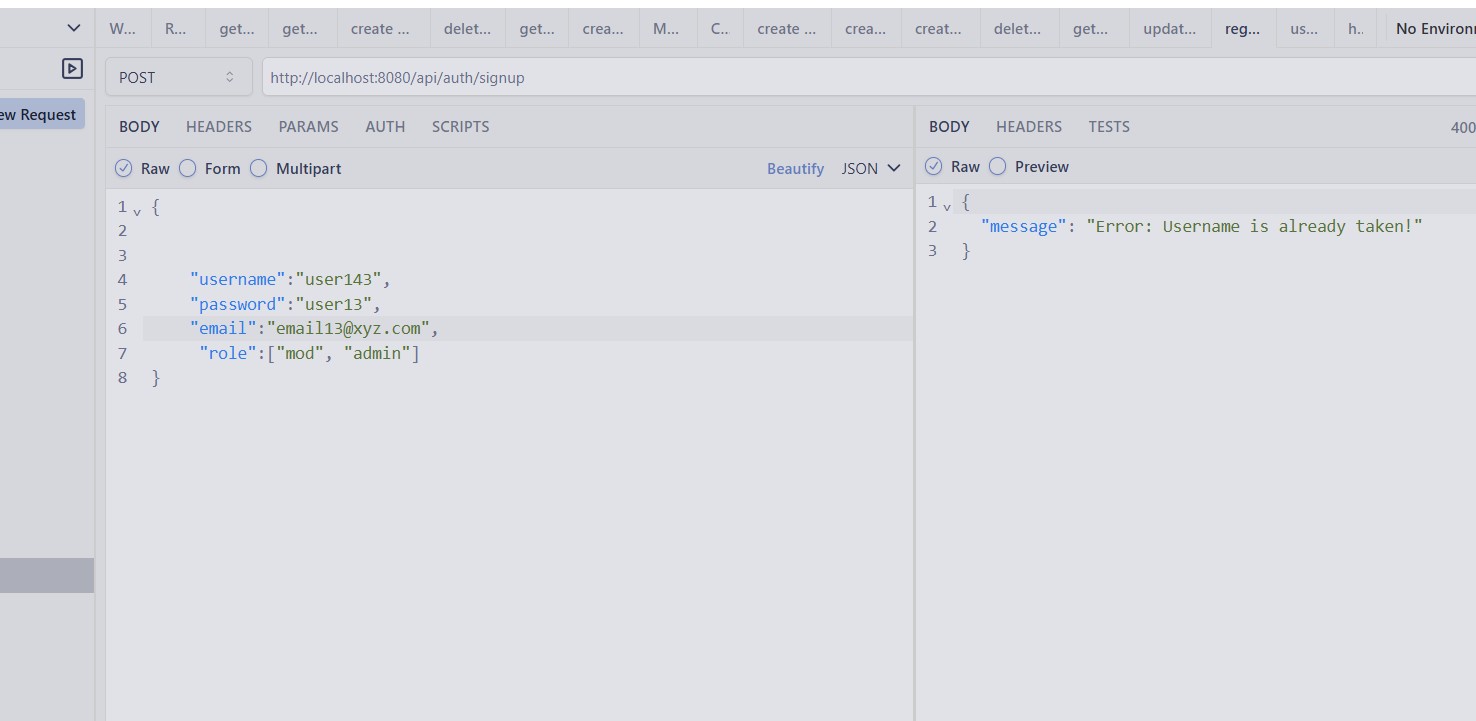 W... R... get... get... create ... delet... get... crea... M... C... create ... crea... creat... delet... get... updat... reg... us... h.. No Environ
POST http://localhost:8080/api/auth/signup
ew Request
BODY HEADERS PARAMS AUTH SCRIPTS
BODY HEADERS TESTS 400
Raw Form Multipart Beautify JSON
Raw Preview
1 {
2
3
4 "username":"user143",
5 "password":"user13",
6 "email":"email13@xyz.com",
7 "role":["mod", "admin"]
8 }
1 {
2 "message": "Error: Username is already taken!"
3 }